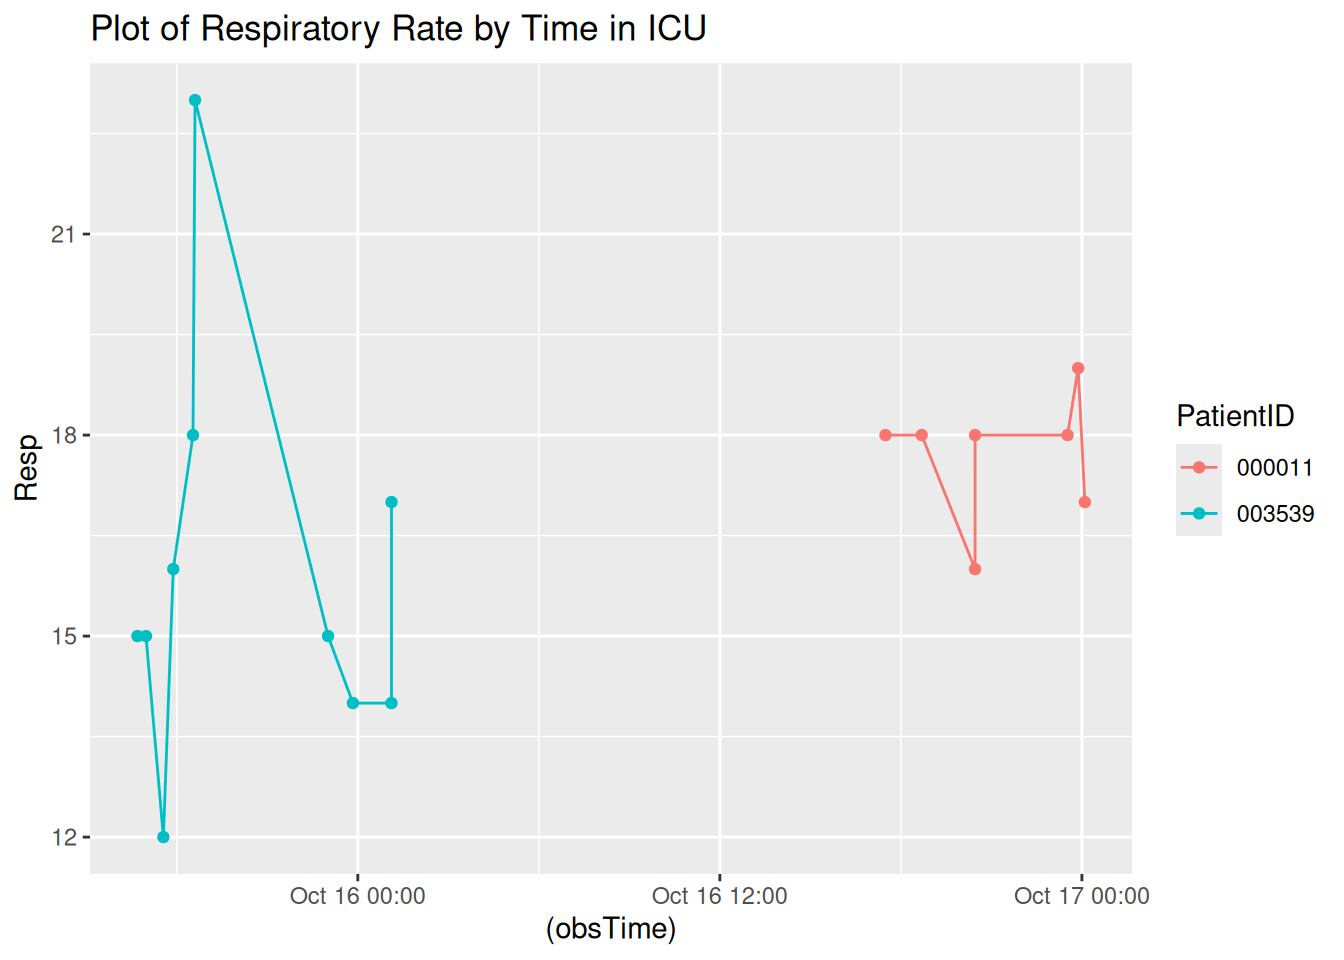 Plot of Respiratory Rate by Time in ICU
21
18
15
12
Resp
Oct 16 00:00
Oct 16 12:00
Oct 17 00:00
(obsTime)
PatientID
000011
003539